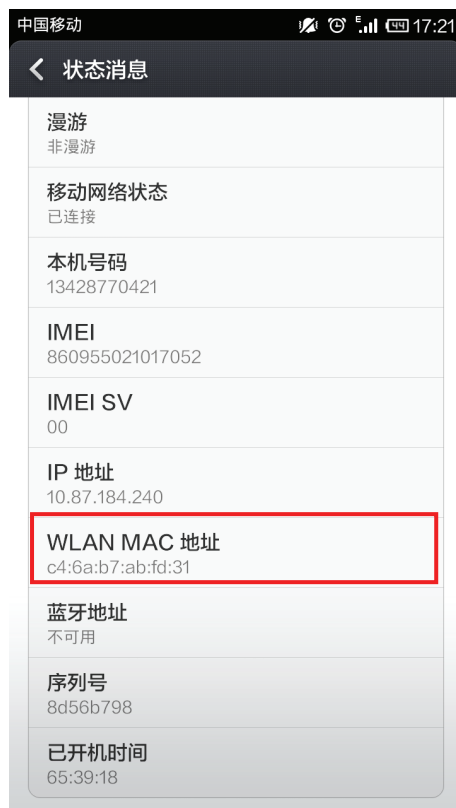 中国移动 E 44 17:21
状态消息
漫游
非漫游
移动网络状态
已连接
本机号码
13428770421
IMEI
860955021017052
IMEI SV
00
IP 地址
10.87.184.240
WLAN MAC 地址
c4:6a:b7:ab:fd:31
蓝牙地址
不可用
序列号
8d56b798
已开机时间
65:39:18